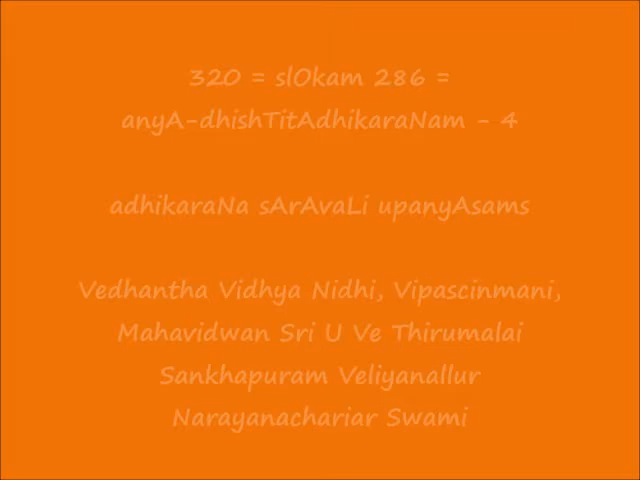 320 = slOkam 286 =
anyA-dhishTitAdhikaraNam - 4
adhikaraNa sArAvaLi upanyAsams
Vedhantha Vidhya Nidhi, Vipascinmani,
Mahavidwan Sri U Ve Thirumalai
Sankhapuram Veliyanallur
Narayanachariar Swami